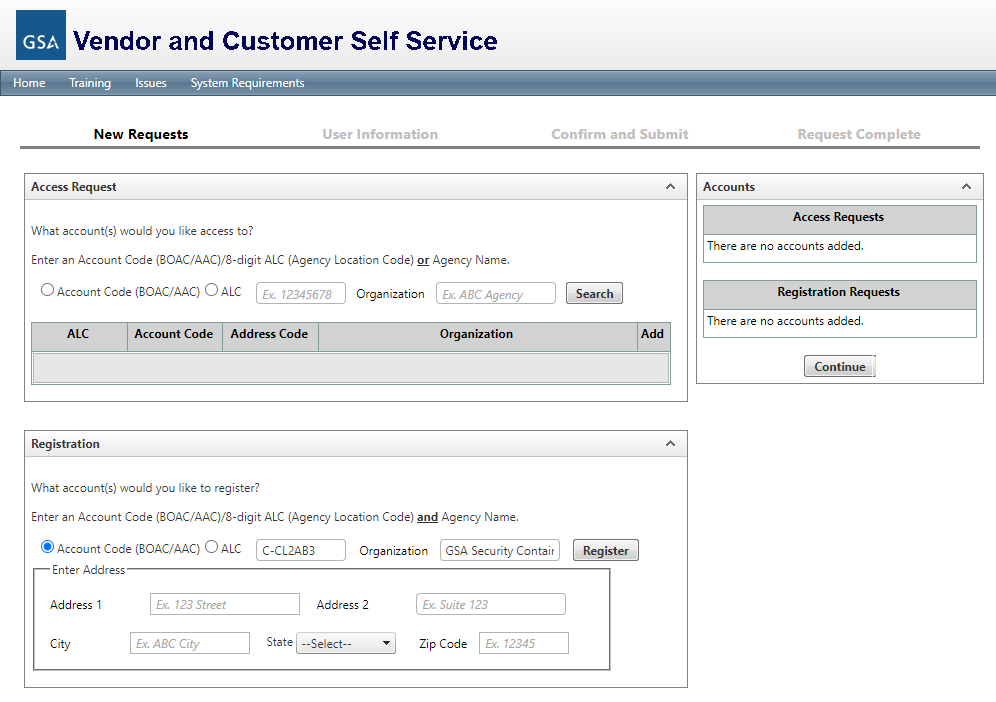 GSA Vendor and Customer Self Service
Home Training Issues System Requirements
New Requests User Information Confirm and Submit Request Complete
Access Request
What account(s) would you like access to?
Enter an Account Code (BOAC/AAC)/8-digit ALC (Agency Location Code) or Agency Name.
Account Code (BOAC/AAC) ALC Ex. 12345678 Organization Ex. ABC Agency Search
ALC Account Code Address Code Organization Add
Accounts
Access Requests
There are no accounts added.
Registration Requests
There are no accounts added.
Continue
Registration
What account(s) would you like to register?
Enter an Account Code (BOAC/AAC)/8-digit ALC (Agency Location Code) and Agency Name.
Account Code (BOAC/AAC) ALC C-CL2AB3 Organization GSA Security Contain Register
Enter Address
Address 1 Ex. 123 Street Address 2 Ex. Suite 123
City Ex. ABC City State --Select-- Zip Code Ex. 12345